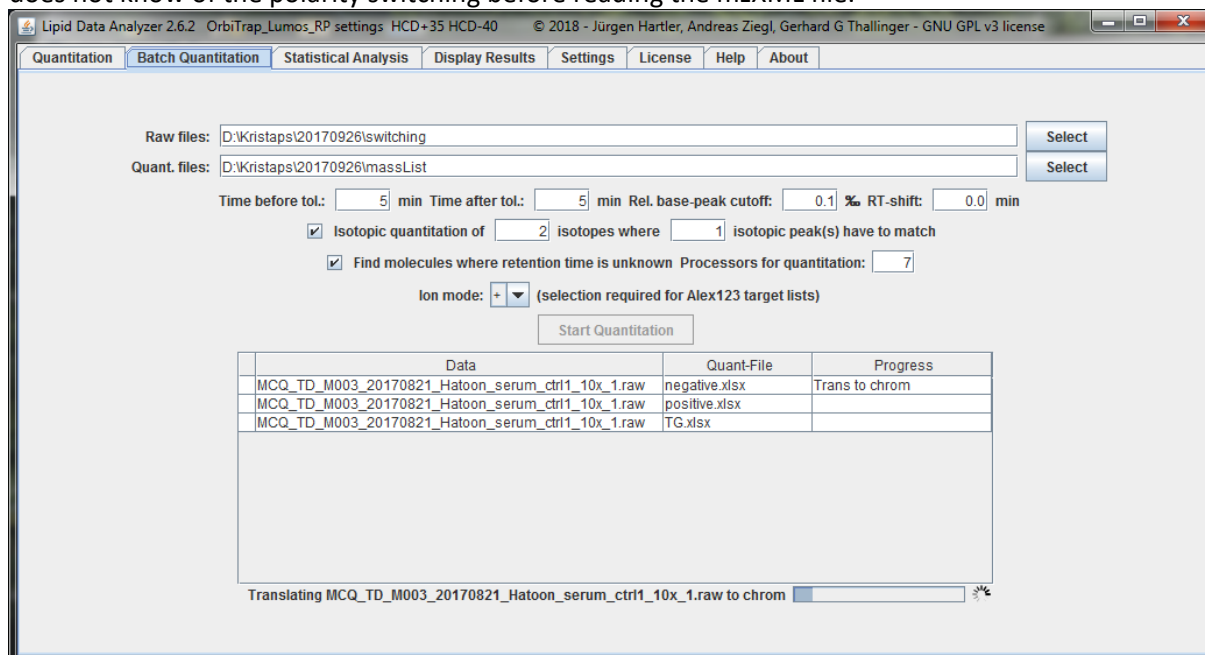 does not know of the polarity switching before reading the mzXML file.
Lipid Data Analyzer 2.6.2 OrbiTrap_Lumos_RP settings HCD+35 HCD-40 © 2018 - Jürgen Hartler, Andreas Ziegl, Gerhard G Thallinger - GNU GPL v3 license
Quantitation Batch Quantitation Statistical Analysis Display Results Settings License Help About
Raw files: D:\Kristaps\20170926\switching Select
Quant. files: D:\Kristaps\20170926\massList Select
Time before tol.: 5 min Time after tol.: 5 min Rel. base-peak cutoff: 0.1 ‰ RT-shift: 0.0 min
Isotopic quantitation of 2 isotopes where 1 isotopic peak(s) have to match
Find molecules where retention time is unknown Processors for quantitation: 7
Ion mode: + (selection required for Alex123 target lists)
Start Quantitation
Data Quant-File Progress
MCQ_TD_M003_20170821_Hatoon_serum_ctrl1_10x_1.raw negative.xlsx Trans to chrom
MCQ_TD_M003_20170821_Hatoon_serum_ctrl1_10x_1.raw positive.xlsx
MCQ_TD_M003_20170821_Hatoon_serum_ctrl1_10x_1.raw TG.xlsx
Translating MCQ_TD_M003_20170821_Hatoon_serum_ctrl1_10x_1.raw to chrom